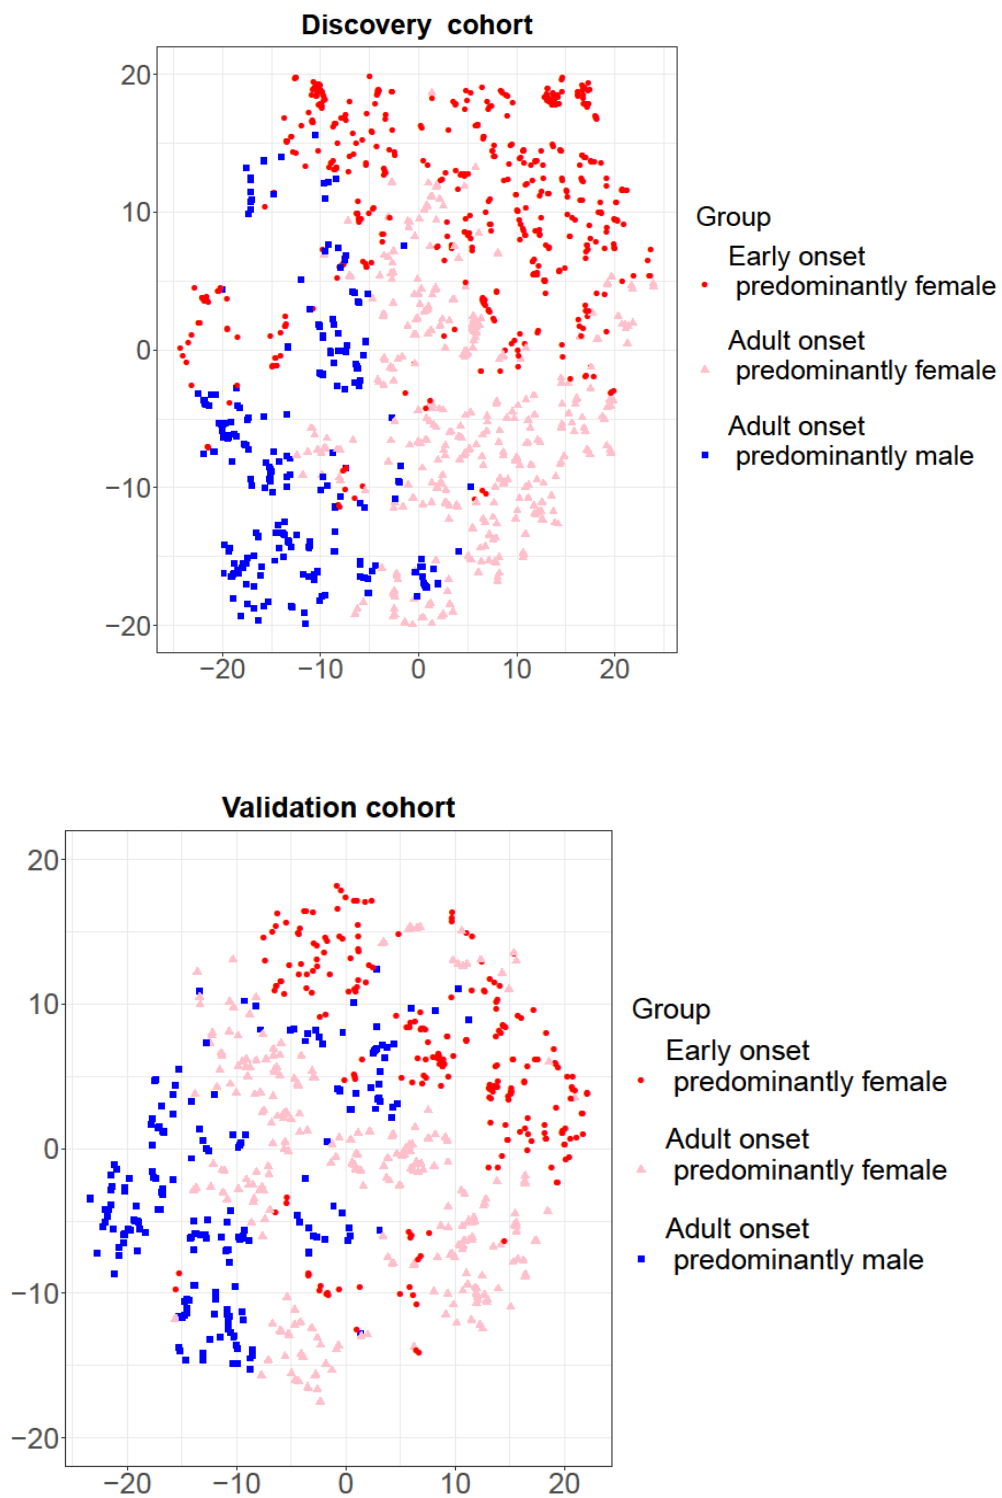 Discovery cohort
20
10
0
−10
−20
−20 −10 0 10 20
Group
Early onset
predominantly female
Adult onset
predominantly female
Adult onset
predominantly male
Validation cohort
20
10
0
−10
−20
−20 −10 0 10 20
Group
Early onset
predominantly female
Adult onset
predominantly female
Adult onset
predominantly male